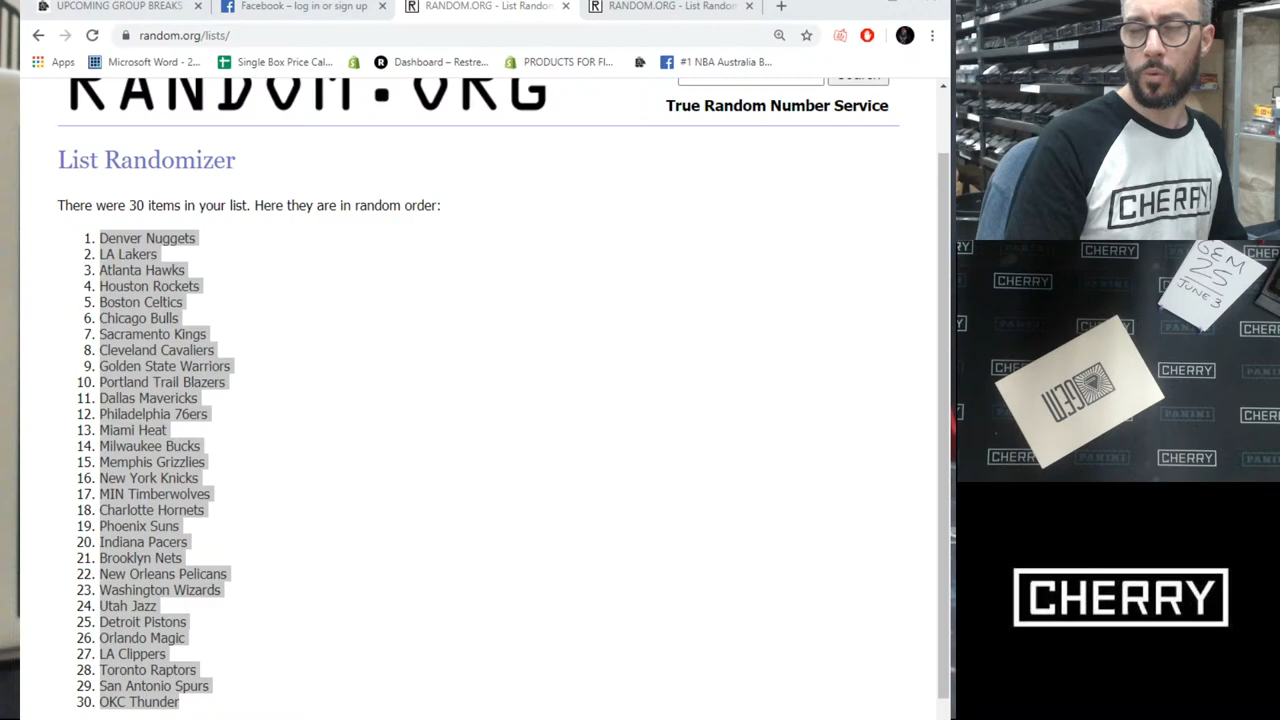 UPCOMING GROUP BREAKS
Facebook – log in or sign up
RANDOM.ORG - List Random
RANDOM.ORG - List Random
random.org/lists/
Apps
Microsoft Word - 2...
Single Box Price Cal...
Dashboard – Restre...
PRODUCTS FOR FI...
#1 NBA Australia B...
RANDOM.ORG
Search
True Random Number Service
List Randomizer
There were 30 items in your list. Here they are in random order:
1. Denver Nuggets
2. LA Lakers
3. Atlanta Hawks
4. Houston Rockets
5. Boston Celtics
6. Chicago Bulls
7. Sacramento Kings
8. Cleveland Cavaliers
9. Golden State Warriors
10. Portland Trail Blazers
11. Dallas Mavericks
12. Philadelphia 76ers
13. Miami Heat
14. Milwaukee Bucks
15. Memphis Grizzlies
16. New York Knicks
17. MIN Timberwolves
18. Charlotte Hornets
19. Phoenix Suns
20. Indiana Pacers
21. Brooklyn Nets
22. New Orleans Pelicans
23. Washington Wizards
24. Utah Jazz
25. Detroit Pistons
26. Orlando Magic
27. LA Clippers
28. Toronto Raptors
29. San Antonio Spurs
30. OKC Thunder
CHERRY
GEM
25
JUNE 3
GEM
CHERRY
CHERRY
CHERRY
CHERRY
CHERRY
CHERRY
CHERRY
PANINI
PANINI
PANINI
CHERRY